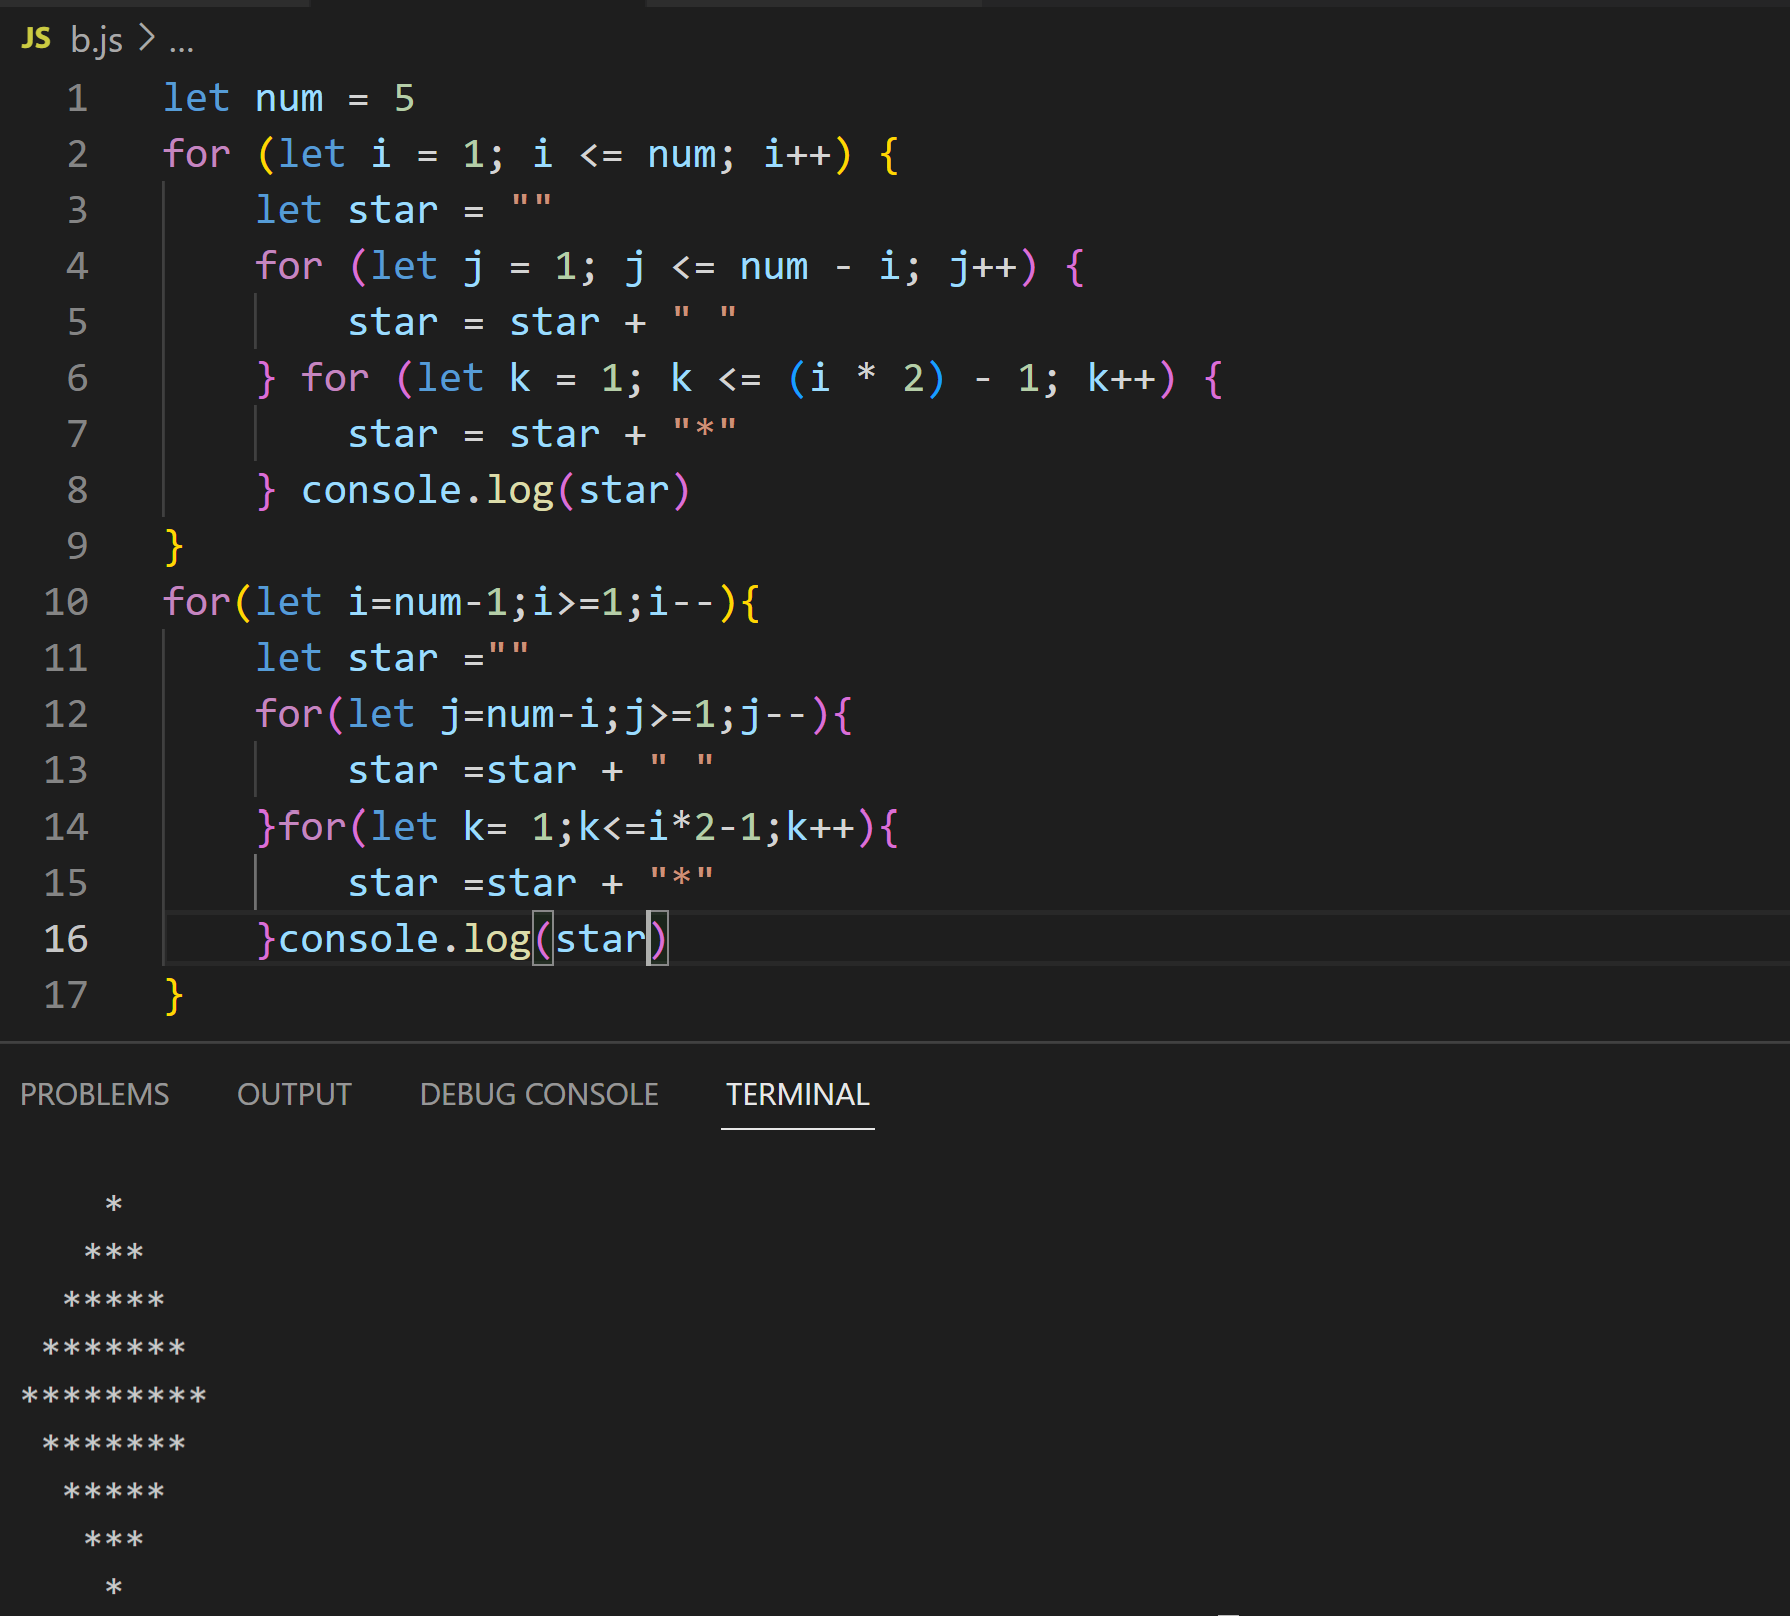 JS b.js > ...
1 let num = 5
2 for (let i = 1; i <= num; i++) {
3     let star = ""
4     for (let j = 1; j <= num - i; j++) {
5         star = star + " "
6     } for (let k = 1; k <= (i * 2) - 1; k++) {
7         star = star + "*"
8     } console.log(star)
9 }
10 for(let i=num-1;i>=1;i--){
11     let star =""
12     for(let j=num-i;j>=1;j--){
13         star =star + " "
14     }for(let k= 1;k<=i*2-1;k++){
15         star =star + "*"
16     }console.log(star)
17 }
PROBLEMS OUTPUT DEBUG CONSOLE TERMINAL
    *
   ***
  *****
 *******
*********
 *******
  *****
   ***
    *